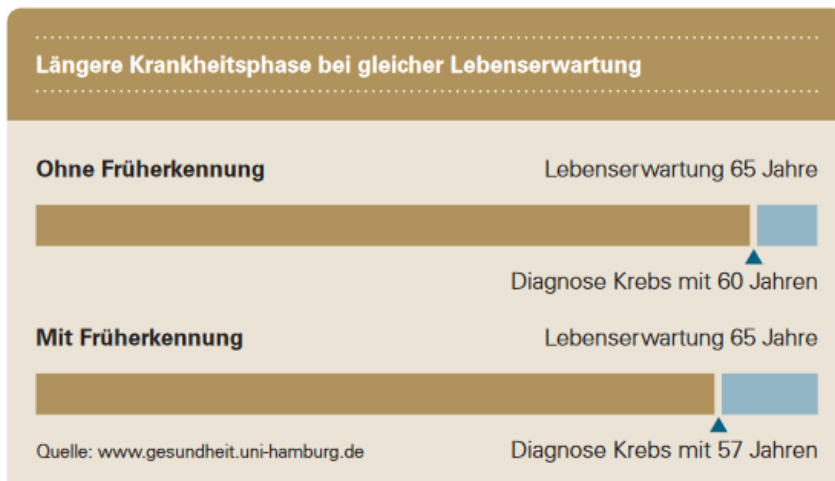 Längere Krankheitsphase bei gleicher Lebenserwartung
Ohne Früherkennung
Lebenserwartung 65 Jahre
Diagnose Krebs mit 60 Jahren
Mit Früherkennung
Lebenserwartung 65 Jahre
Quelle: www.gesundheit.uni-hamburg.de
Diagnose Krebs mit 57 Jahren